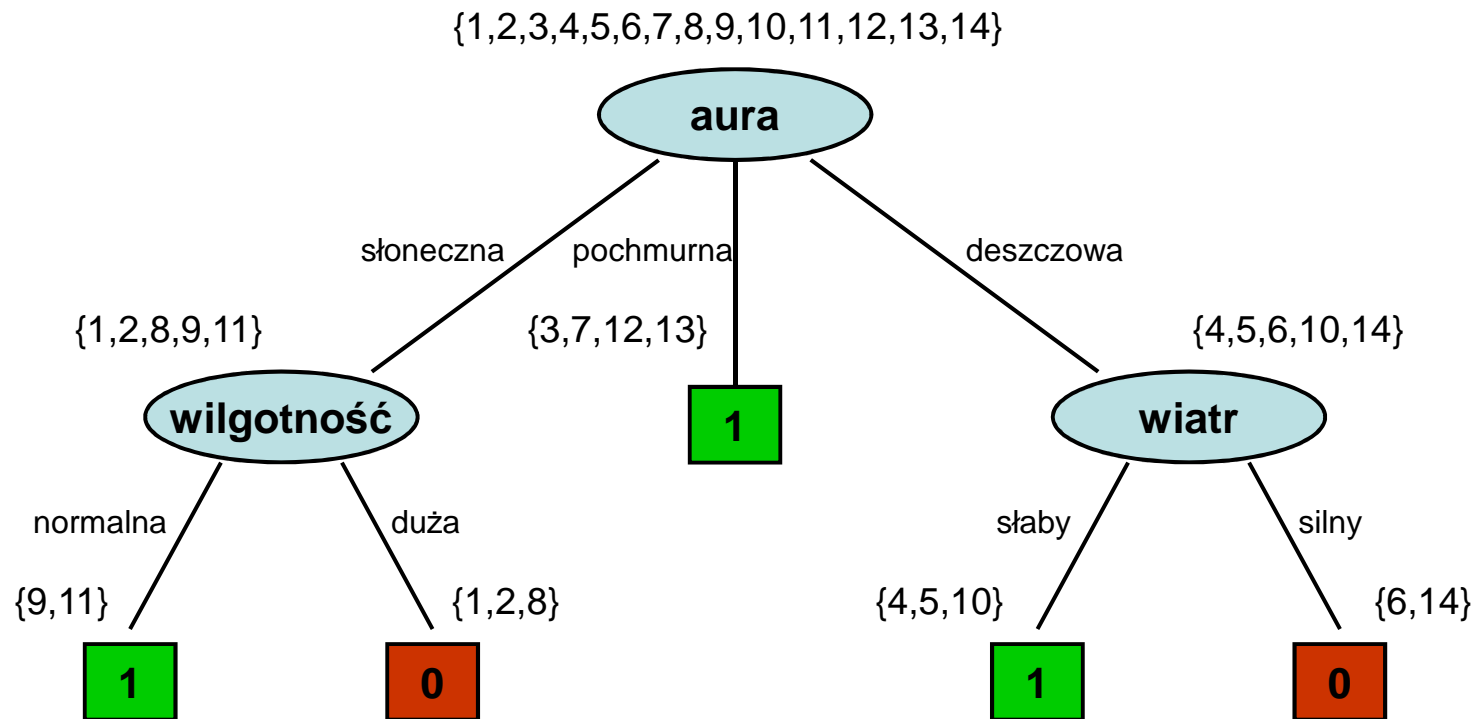 {1,2,3,4,5,6,7,8,9,10,11,12,13,14}
aura
słoneczna pochmurna deszczowa
{1,2,8,9,11} {3,7,12,13} {4,5,6,10,14}
wilgotność 1 wiatr
normalna duża słaby silny
{9,11} {1,2,8} {4,5,10} {6,14}
1 0 1 0